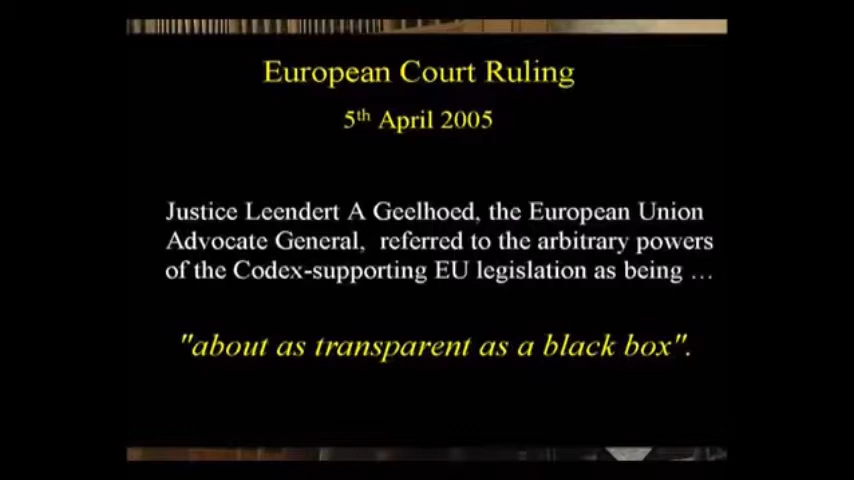 European Court Ruling
5th April 2005
Justice Leendert A Geelhoed, the European Union
Advocate General, referred to the arbitrary powers
of the Codex-supporting EU legislation as being ...
"about as transparent as a black box".